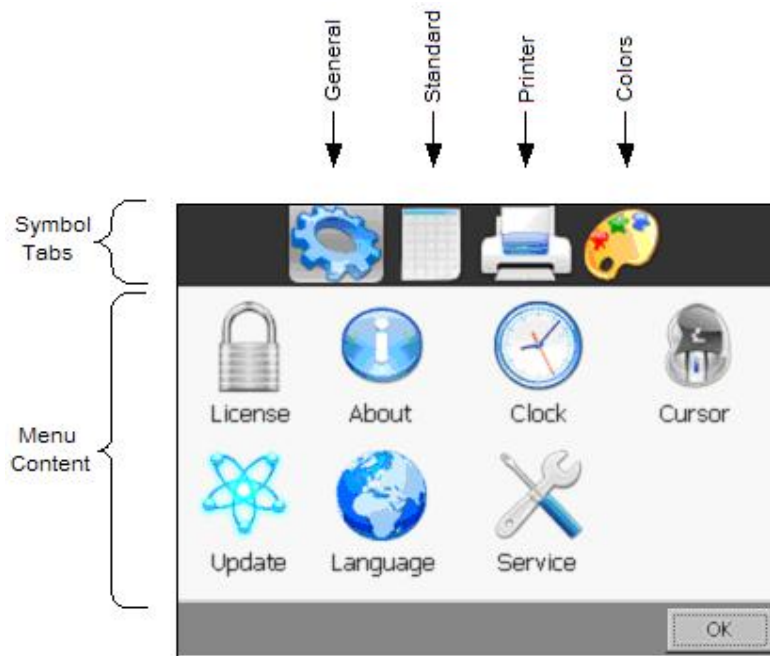 General
Standard
Printer
Colors
Symbol
Tabs
Menu
Content
License
About
Clock
Cursor
Update
Language
Service
OK